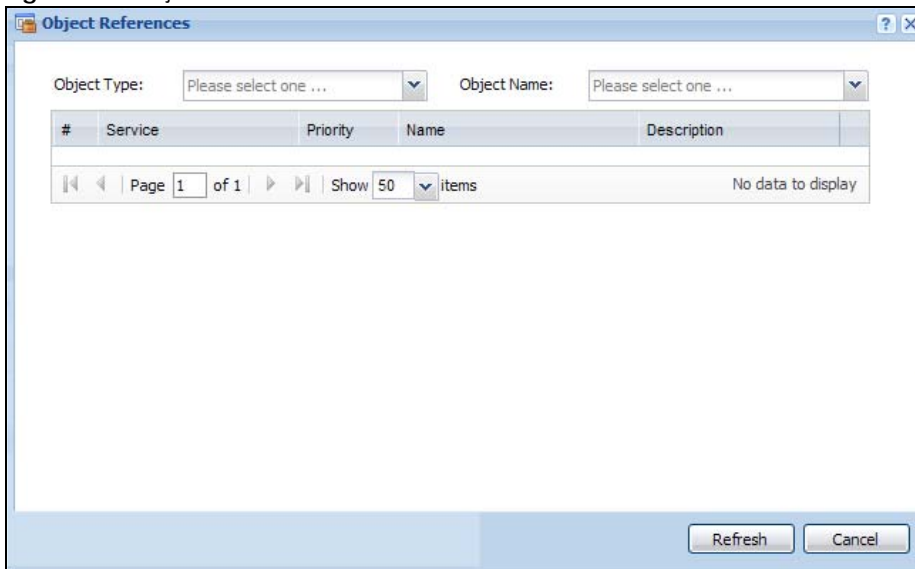 Object References
Object Type: Please select one ... Object Name: Please select one ...
# Service Priority Name Description
Page 1 of 1 Show 50 items No data to display
Refresh Cancel